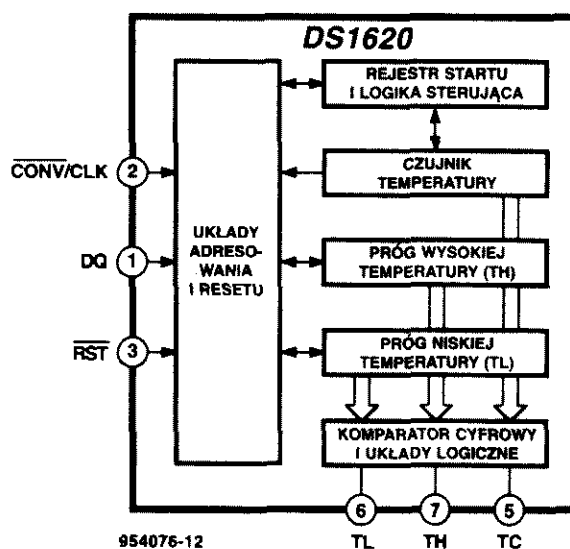 DS1620
REJESTR STARTU
I LOGIKA STERUJĄCA
CONV/CLK
2
CZUJNIK
TEMPERATURY
UKŁADY
ADRESO-
WANIA
I RESETU
DQ
1
PRÓG WYSOKIEJ
TEMPERATURY (TH)
RST
3
PRÓG NISKIEJ
TEMPERATURY (TL)
KOMPARATOR CYFROWY
I UKŁADY LOGICZNE
6
7
5
954076-12
TL
TH
TC